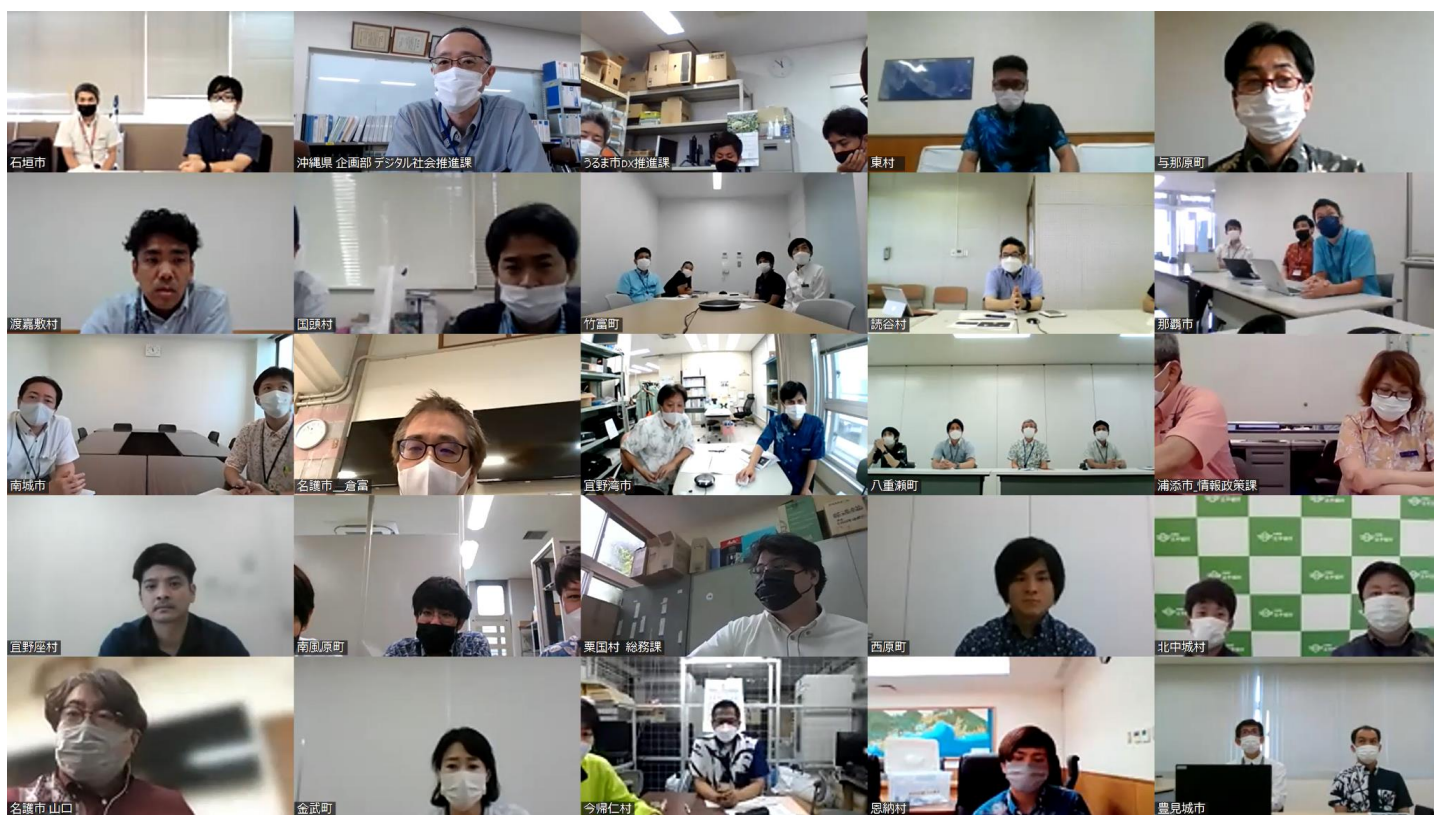 石垣市
沖縄県 企画部 デジタル社会推進課
うるま市DX推進課
東村
与那原町
渡嘉敷村
国頭村
竹富町
読谷村
那覇市
南城市
名護市__倉富
宜野湾市
八重瀬町
浦添市_情報政策課
宜野座村
南風原町
粟国村 総務課
西原町
北中城村
名護市 山口
金武町
今帰仁村
恩納村
豊見城市